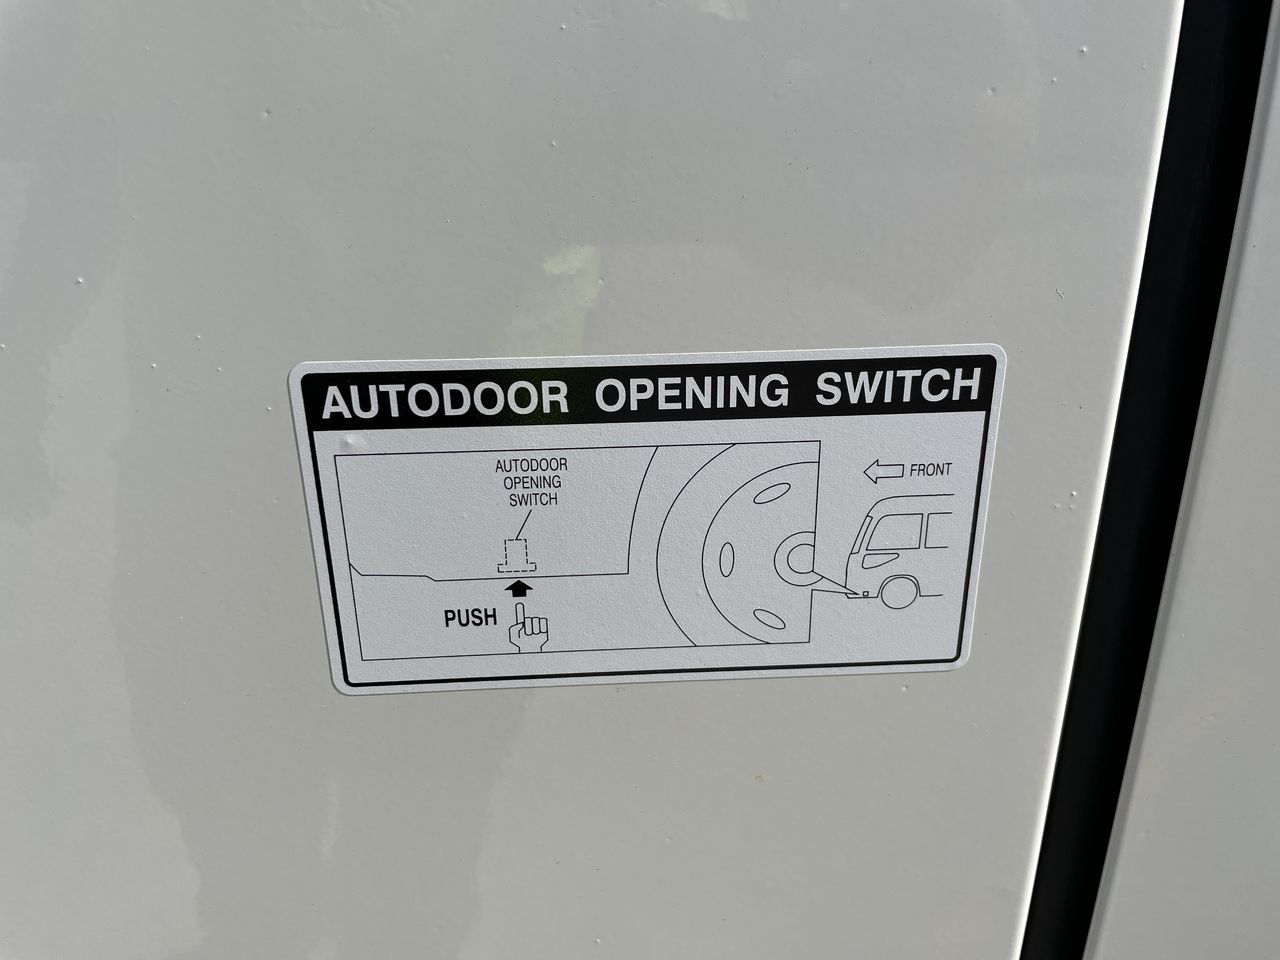 AUTODOOR OPENING SWITCH
AUTODOOR
OPENING
SWITCH
FRONT
PUSH